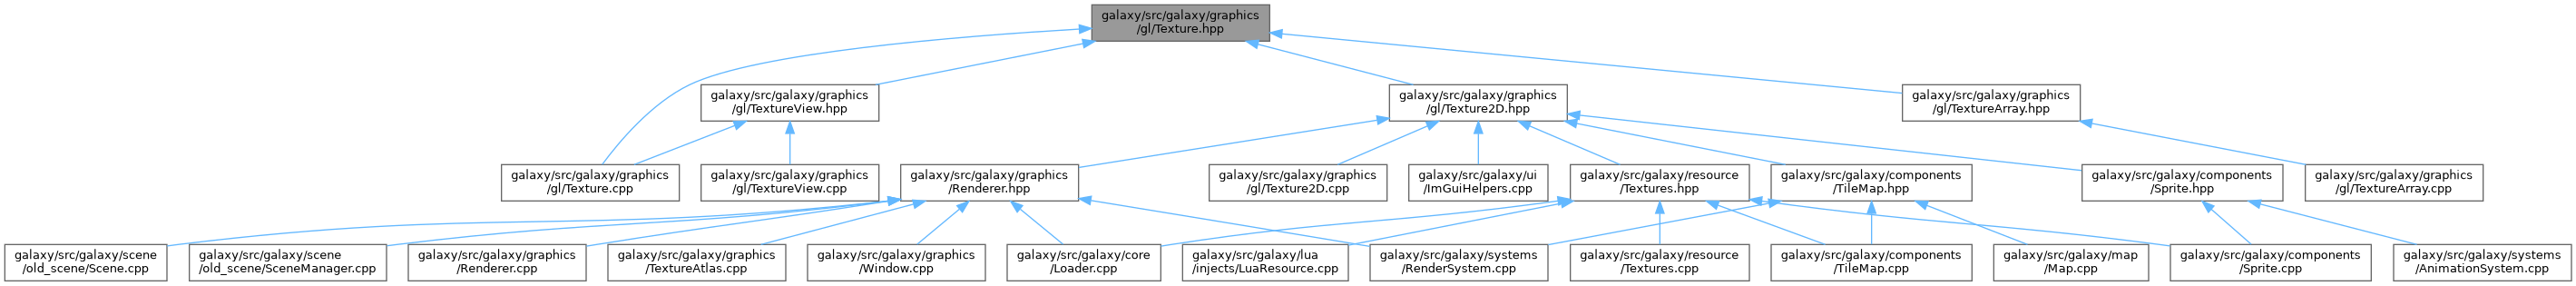 galaxy/src/galaxy/graphics
/gl/Texture.hpp
galaxy/src/galaxy/graphics
/gl/TextureView.hpp
galaxy/src/galaxy/graphics
/gl/Texture2D.hpp
galaxy/src/galaxy/graphics
/gl/TextureArray.hpp
galaxy/src/galaxy/graphics
/gl/Texture.cpp
galaxy/src/galaxy/graphics
/gl/TextureView.cpp
galaxy/src/galaxy/graphics
/Renderer.hpp
galaxy/src/galaxy/graphics
/gl/Texture2D.cpp
galaxy/src/galaxy/ui
/ImGuiHelpers.cpp
galaxy/src/galaxy/resource
/Textures.hpp
galaxy/src/galaxy/components
/TileMap.hpp
galaxy/src/galaxy/components
/Sprite.hpp
galaxy/src/galaxy/graphics
/gl/TextureArray.cpp
galaxy/src/galaxy/scene
/old_scene/Scene.cpp
galaxy/src/galaxy/scene
/old_scene/SceneManager.cpp
galaxy/src/galaxy/graphics
/Renderer.cpp
galaxy/src/galaxy/graphics
/TextureAtlas.cpp
galaxy/src/galaxy/graphics
/Window.cpp
galaxy/src/galaxy/core
/Loader.cpp
galaxy/src/galaxy/lua
/injects/LuaResource.cpp
galaxy/src/galaxy/systems
/RenderSystem.cpp
galaxy/src/galaxy/resource
/Textures.cpp
galaxy/src/galaxy/components
/TileMap.cpp
galaxy/src/galaxy/map
/Map.cpp
galaxy/src/galaxy/components
/Sprite.cpp
galaxy/src/galaxy/systems
/AnimationSystem.cpp